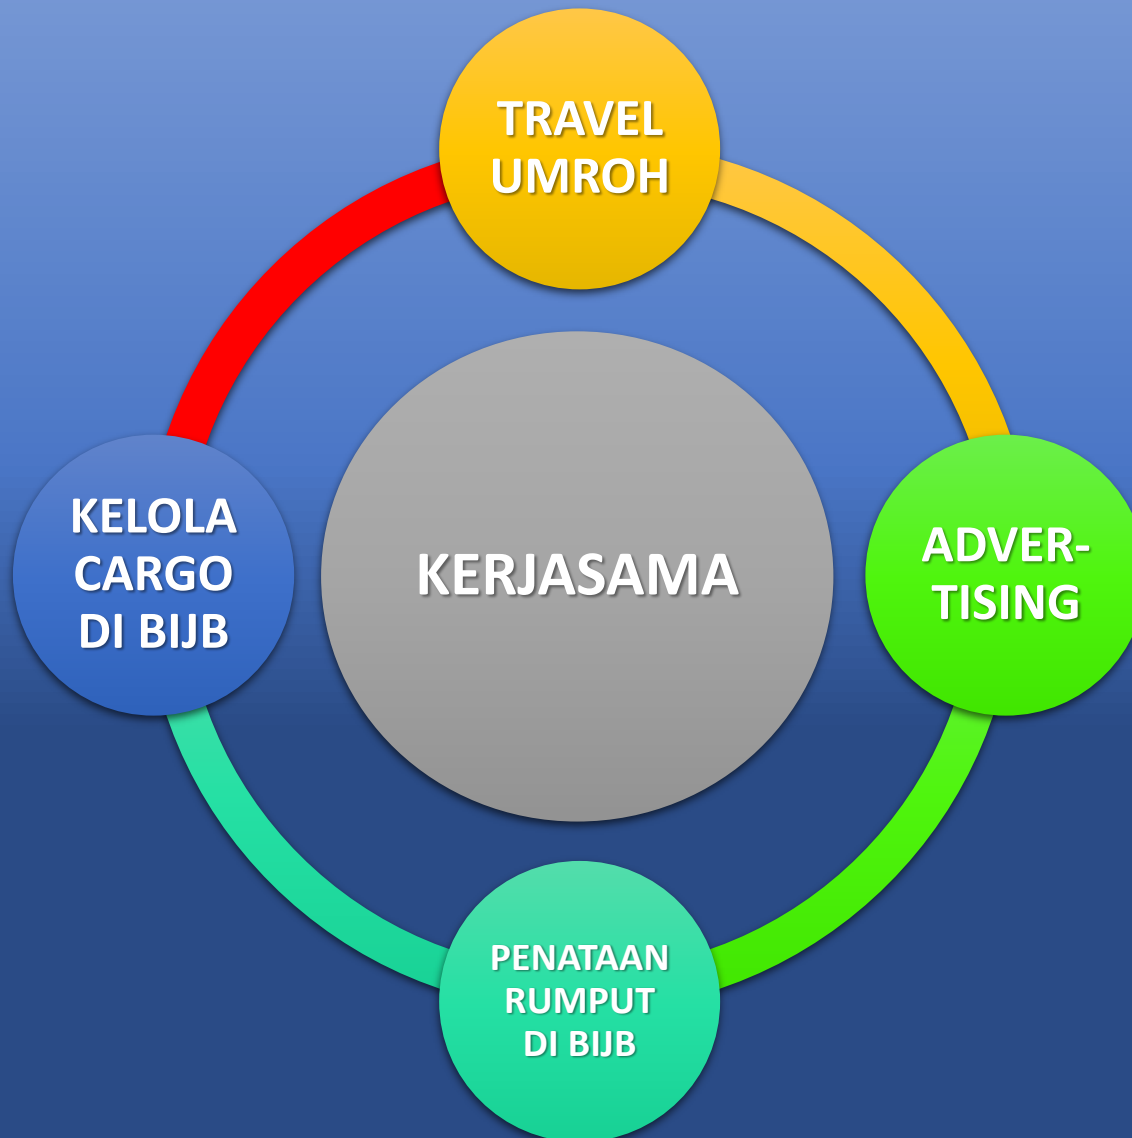 TRAVEL
UMROH
KELOLA
CARGO
DI BIJB
KERJASAMA
ADVER-
TISING
PENATAAN
RUMPUT
DI BIJB